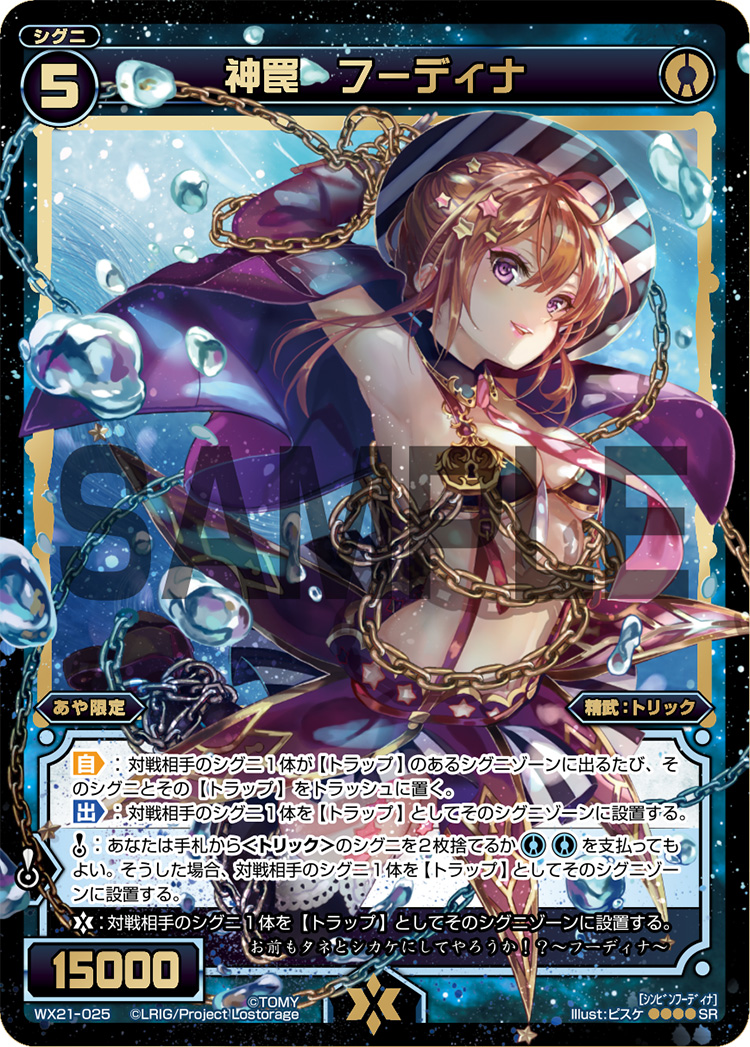 シグニ
5
神罠 フーディナ
SAMPLE
あや限定
精武:トリック
自:対戦相手のシグニ1体が【トラップ】のあるシグニゾーンに出るたび、そ
のシグニとその【トラップ】をトラッシュに置く。
出:対戦相手のシグニ1体を【トラップ】としてそのシグニゾーンに設置する。
:あなたは手札から<トリック>のシグニを2枚捨てるか を支払っても
よい。そうした場合、対戦相手のシグニ1体を【トラップ】としてそのシグニゾー
ンに設置する。
:対戦相手のシグニ1体を【トラップ】としてそのシグニゾーンに設置する。
お前もタネとシカケにしてやろうか!?~フーディナ~
15000
[シンビンフーディナ]
©TOMY
WX21-025 ©LRIG/Project Lostorage
Illust:ピスケ SR